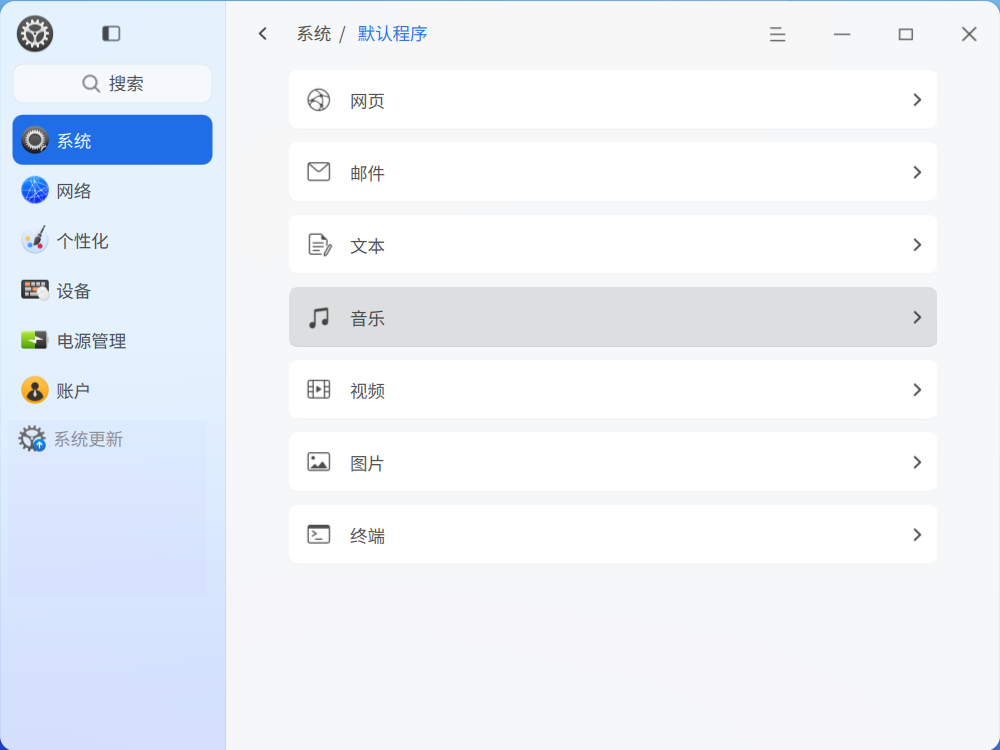 搜索
系统
网络
个性化
设备
电源管理
账户
系统更新
系统 / 默认程序
网页
邮件
文本
音乐
视频
图片
终端